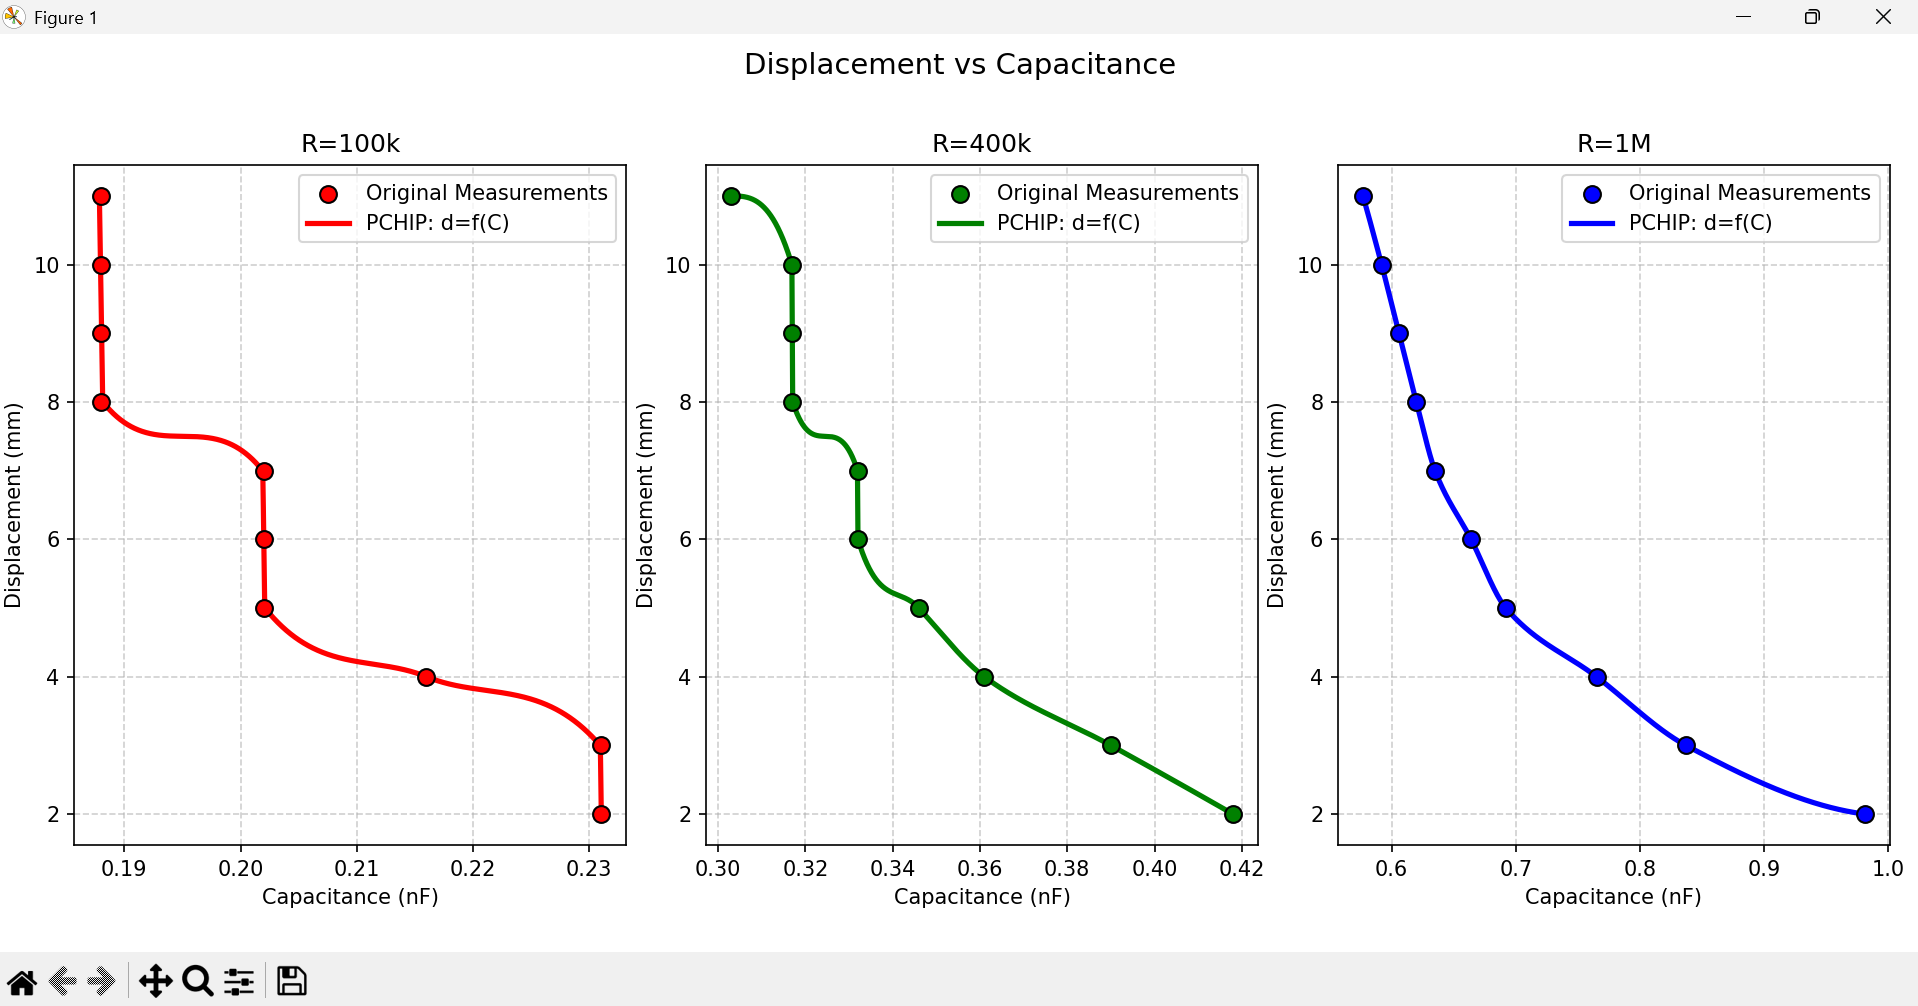 Figure 1
Displacement vs Capacitance
R=100k
Original Measurements
PCHIP: d=f(C)
10
8
6
4
2
Displacement (mm)
0.19 0.20 0.21 0.22 0.23
Capacitance (nF)
R=400k
Original Measurements
PCHIP: d=f(C)
10
8
6
4
2
Displacement (mm)
0.30 0.32 0.34 0.36 0.38 0.40 0.42
Capacitance (nF)
R=1M
Original Measurements
PCHIP: d=f(C)
10
8
6
4
2
Displacement (mm)
0.6 0.7 0.8 0.9 1.0
Capacitance (nF)